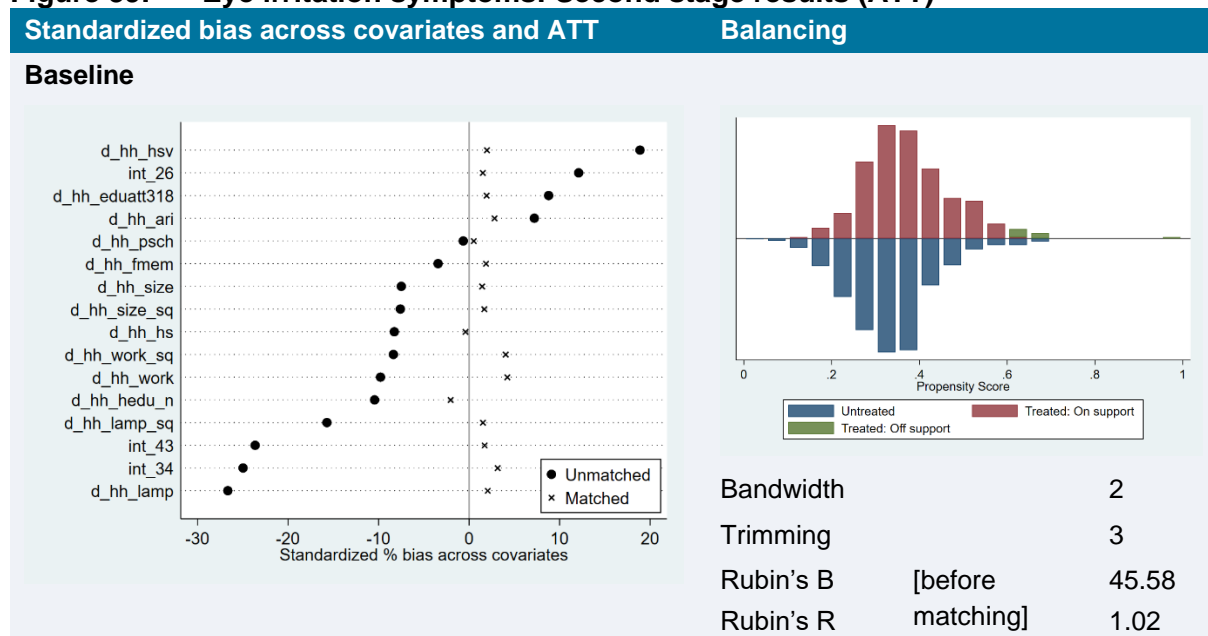 Standardized bias across covariates and ATT
Balancing
Baseline
d_hh_hsv
int_26
d_hh_eduatt318
d_hh_ari
d_hh_psch
d_hh_fmem
d_hh_size
d_hh_size_sq
d_hh_hs
d_hh_work_sq
d_hh_work
d_hh_hedu_n
d_hh_lamp_sq
int_43
int_34
d_hh_lamp
Unmatched
Matched
-30 -20 -10 0 10 20
Standardized % bias across covariates
0 .2 .4 .6 .8 1
Propensity Score
Untreated Treated: On support
Treated: Off support
Bandwidth 2
Trimming 3
Rubin's B [before 45.58
Rubin's R matching] 1.02